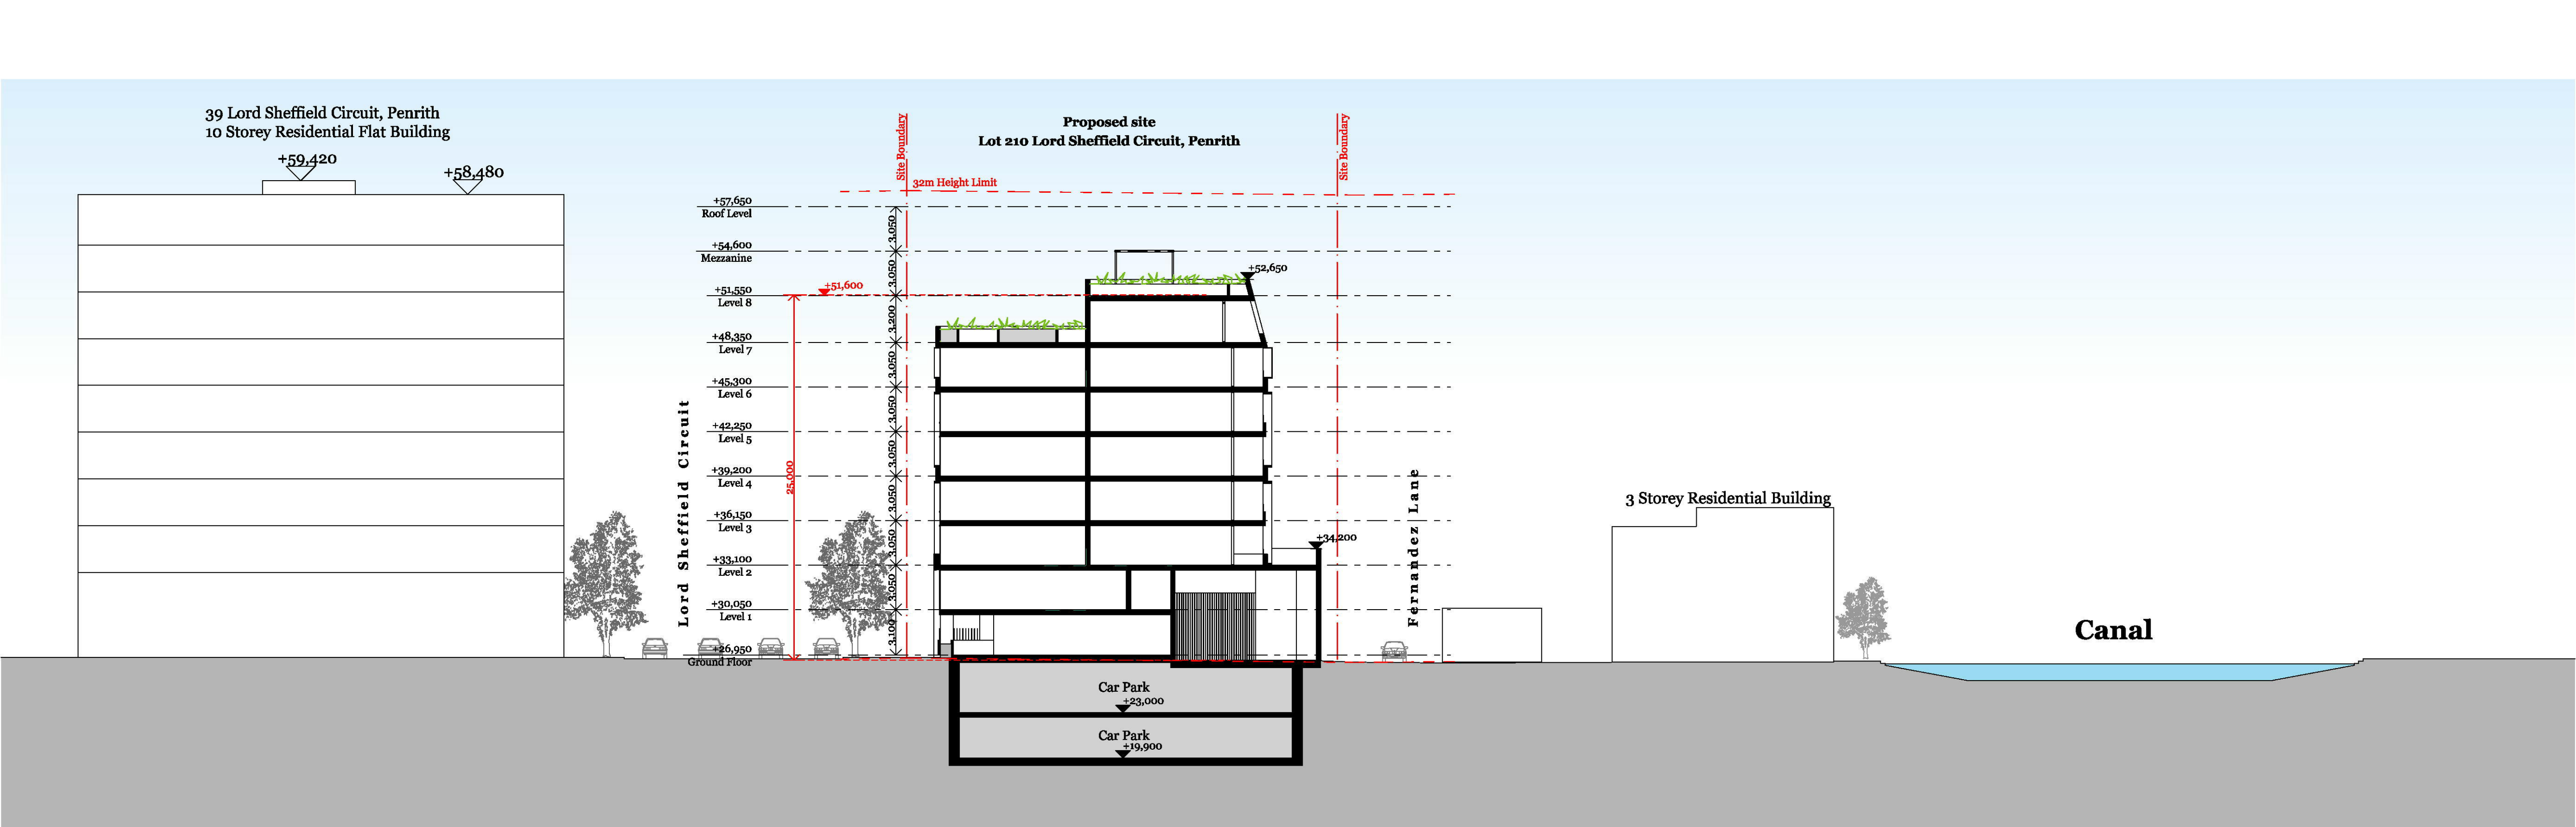 39 Lord Sheffield Circuit, Penrith
10 Storey Residential Flat Building
+59,420
+58,480
Site Boundary
Proposed site
Lot 210 Lord Sheffield Circuit, Penrith
Site Boundary
32m Height Limit
+57,650
Roof Level
3,050
+54,600
Mezzanine
3,050
+52,650
+51,600
+51,550
Level 8
3,200
+48,350
Level 7
3,050
+45,300
Level 6
3,050
+42,250
Level 5
3,050
+39,200
Level 4
3,050
+36,150
Level 3
3,050
+34,200
+33,100
Level 2
3,050
+30,050
Level 1
3,100
+26,950
Ground Floor
25,000
Lord Sheffield Circuit
Fernandez Lane
3 Storey Residential Building
Canal
Car Park
+23,000
Car Park
+19,900